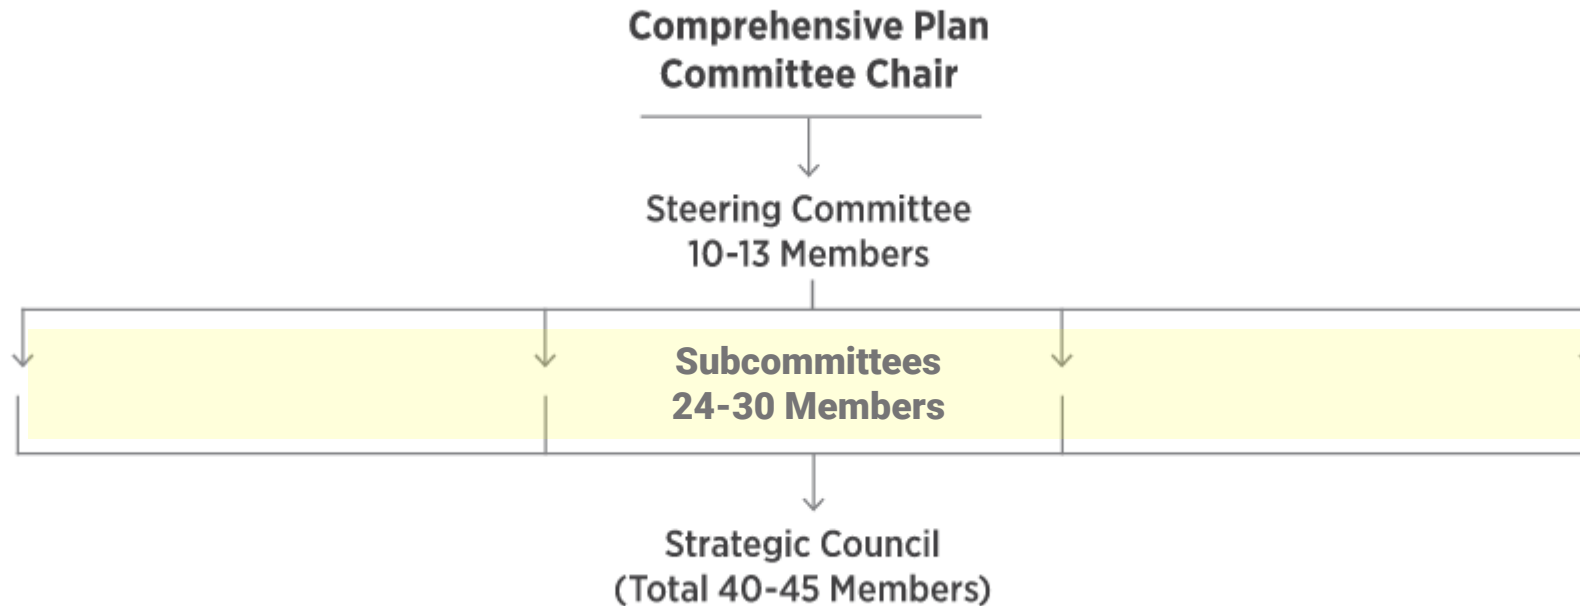 Comprehensive Plan
Committee Chair
Steering Committee
10-13 Members
Subcommittees
24-30 Members
Strategic Council
(Total 40-45 Members)